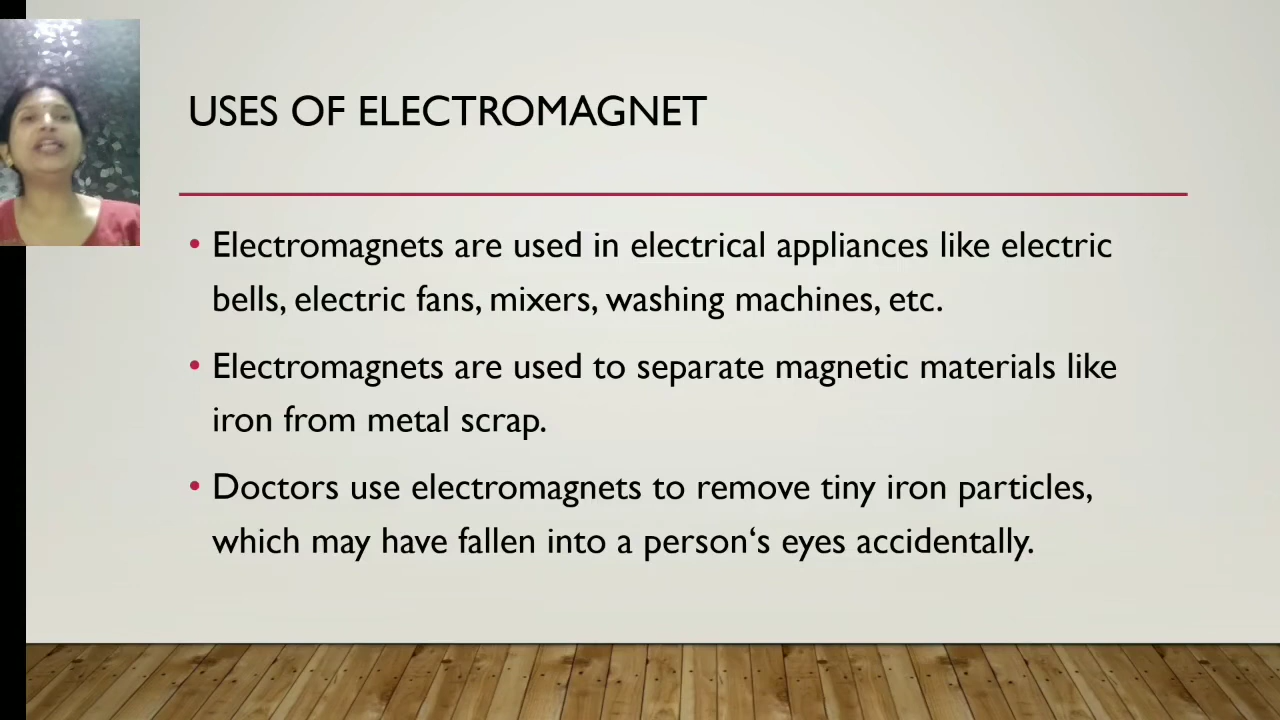 USES OF ELECTROMAGNET
• Electromagnets are used in electrical appliances like electric
bells, electric fans, mixers, washing machines, etc.
• Electromagnets are used to separate magnetic materials like
iron from metal scrap.
• Doctors use electromagnets to remove tiny iron particles,
which may have fallen into a person‘s eyes accidentally.